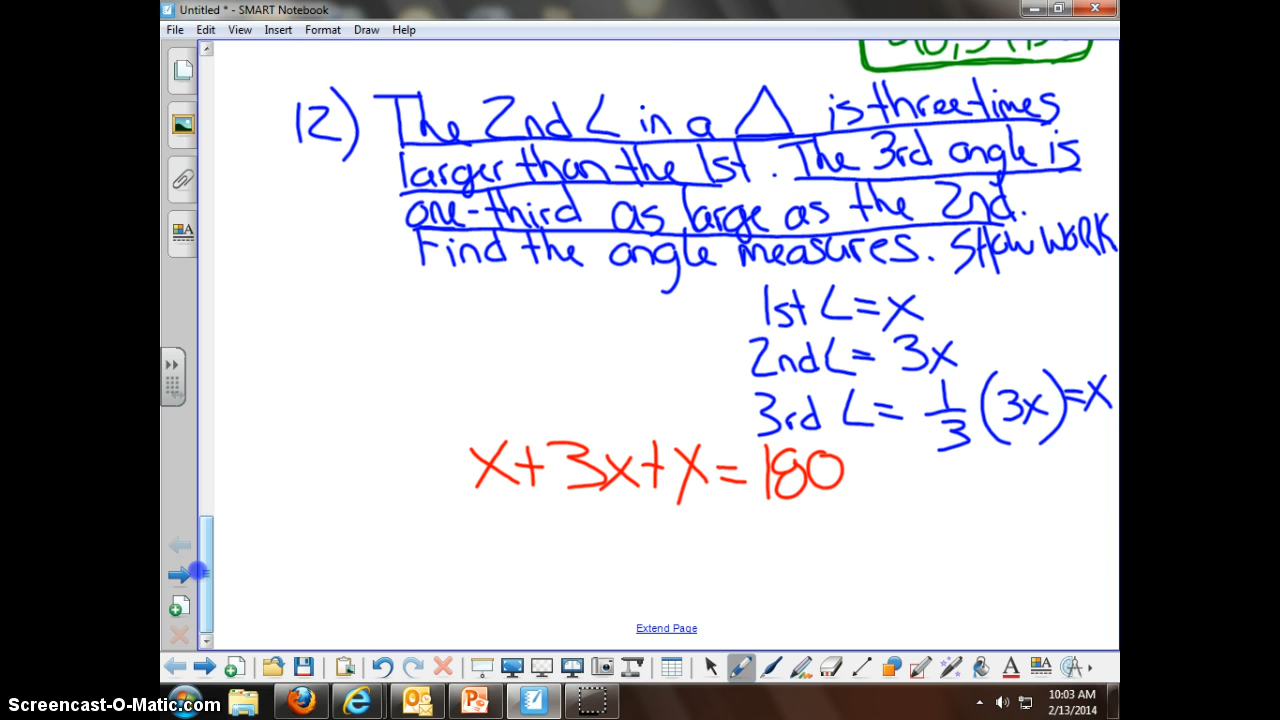 Untitled * - SMART Notebook
File Edit View Insert Format Draw Help
12) The 2nd ∠ in a △ is three times
larger than the 1st. The 3rd angle is
one-third as large as the 2nd.
Find the angle measures. SHOW WORK
1st ∠ = x
2nd ∠ = 3x
3rd ∠ = 1/3 (3x) = x
x + 3x + x = 180
Extend Page
10:03 AM
2/13/2014
Screencast-O-Matic.com